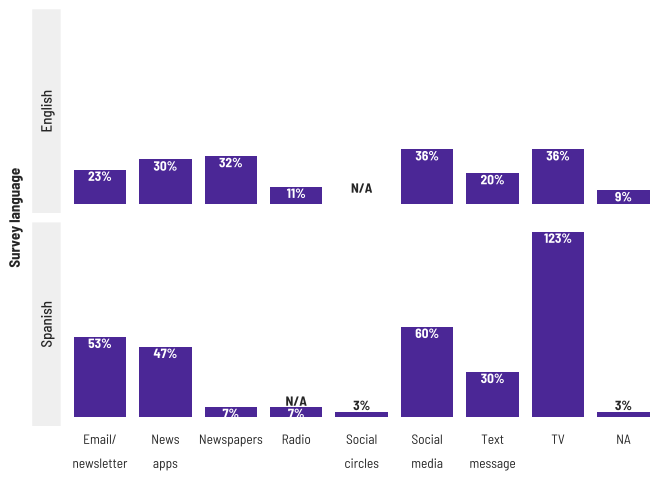 Survey language
English
23%
30%
32%
11%
N/A
36%
20%
36%
9%
Spanish
53%
47%
7%
N/A
7%
3%
60%
30%
123%
3%
Email/
newsletter
News
apps
Newspapers
Radio
Social
circles
Social
media
Text
message
TV
NA